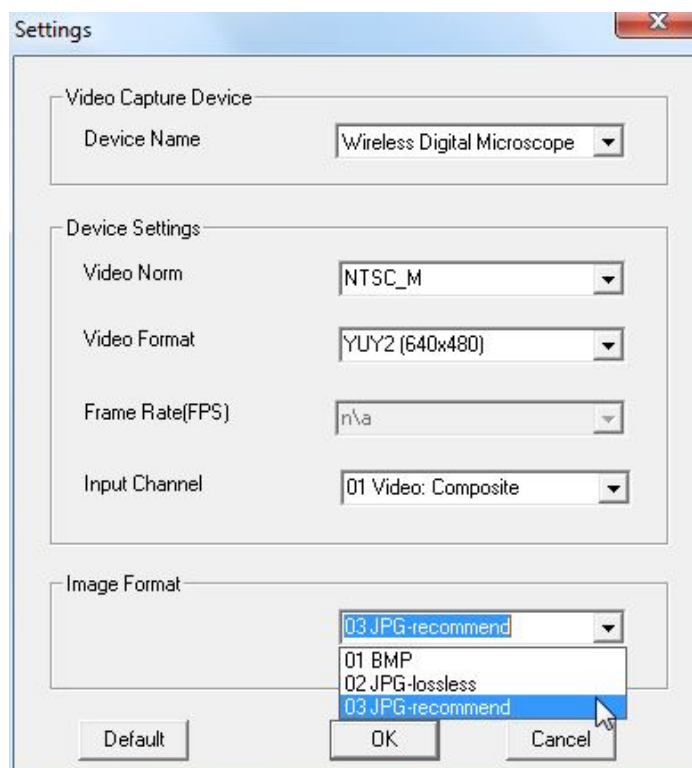 Settings
Video Capture Device
Device Name
Wireless Digital Microscope
Device Settings
Video Norm
NTSC_M
Video Format
YUY2 (640x480)
Frame Rate(FPS)
n\a
Input Channel
01 Video: Composite
Image Format
03 JPG-recommend
01 BMP
02 JPG-lossless
03 JPG-recommend
Default
OK
Cancel